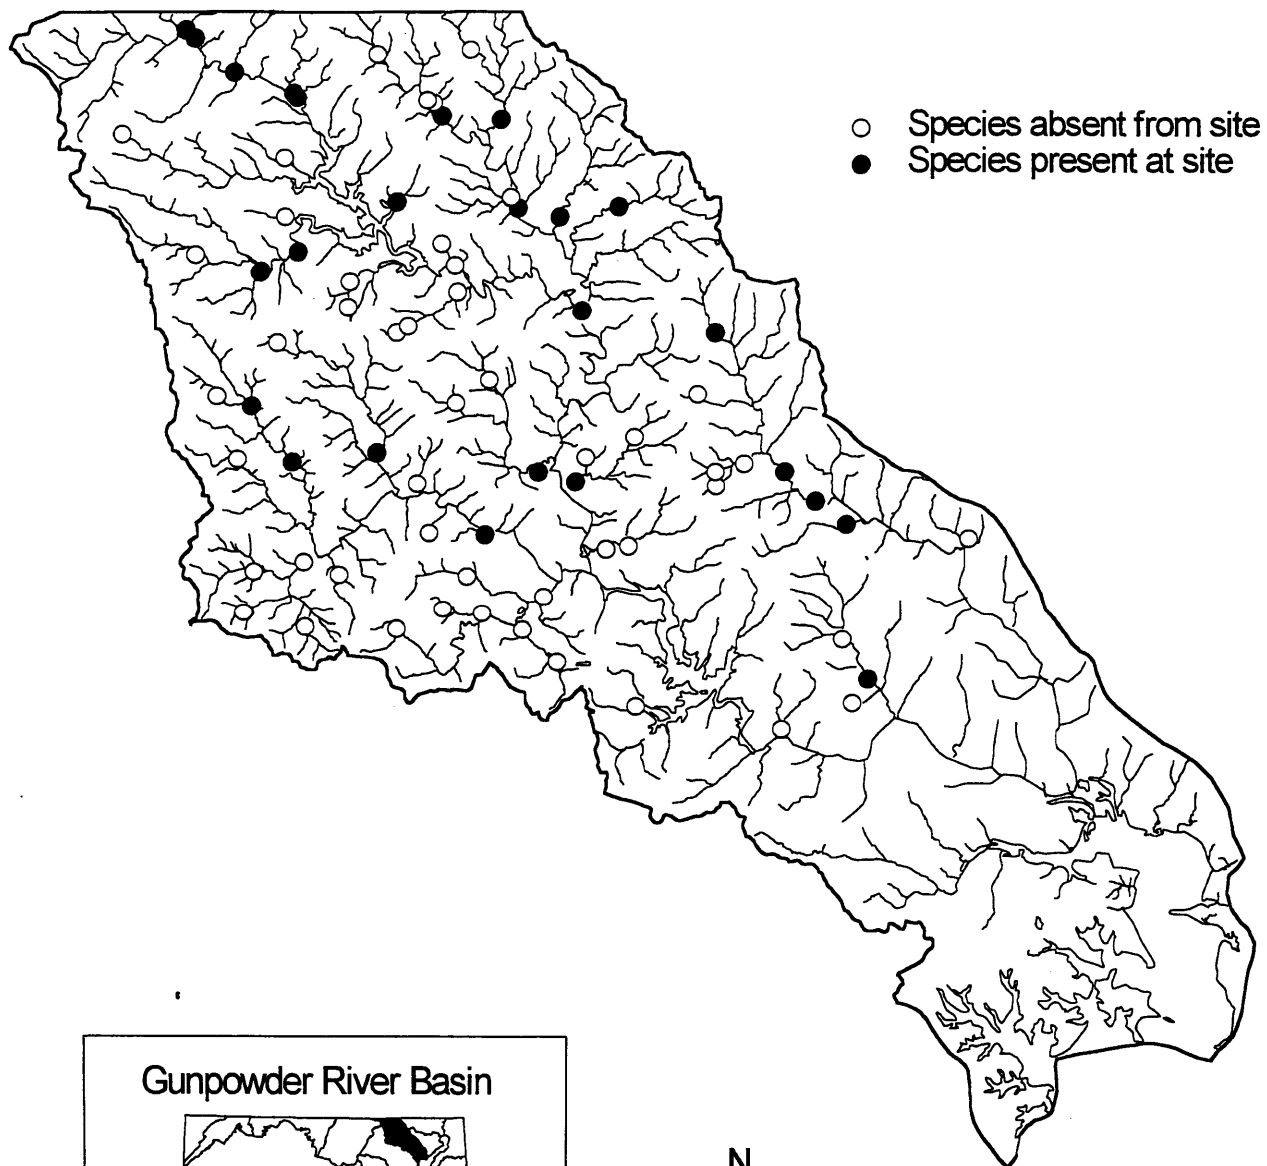 Species absent from site
Species present at site
Gunpowder River Basin
N